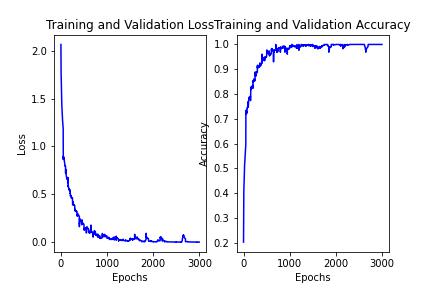 Training and Validation Loss
2.0
1.5
1.0
0.5
0.0
Loss
0 1000 2000 3000
Epochs
Training and Validation Accuracy
1.0
0.9
0.8
0.7
0.6
0.5
0.4
0.3
0.2
Accuracy
0 1000 2000 3000
Epochs